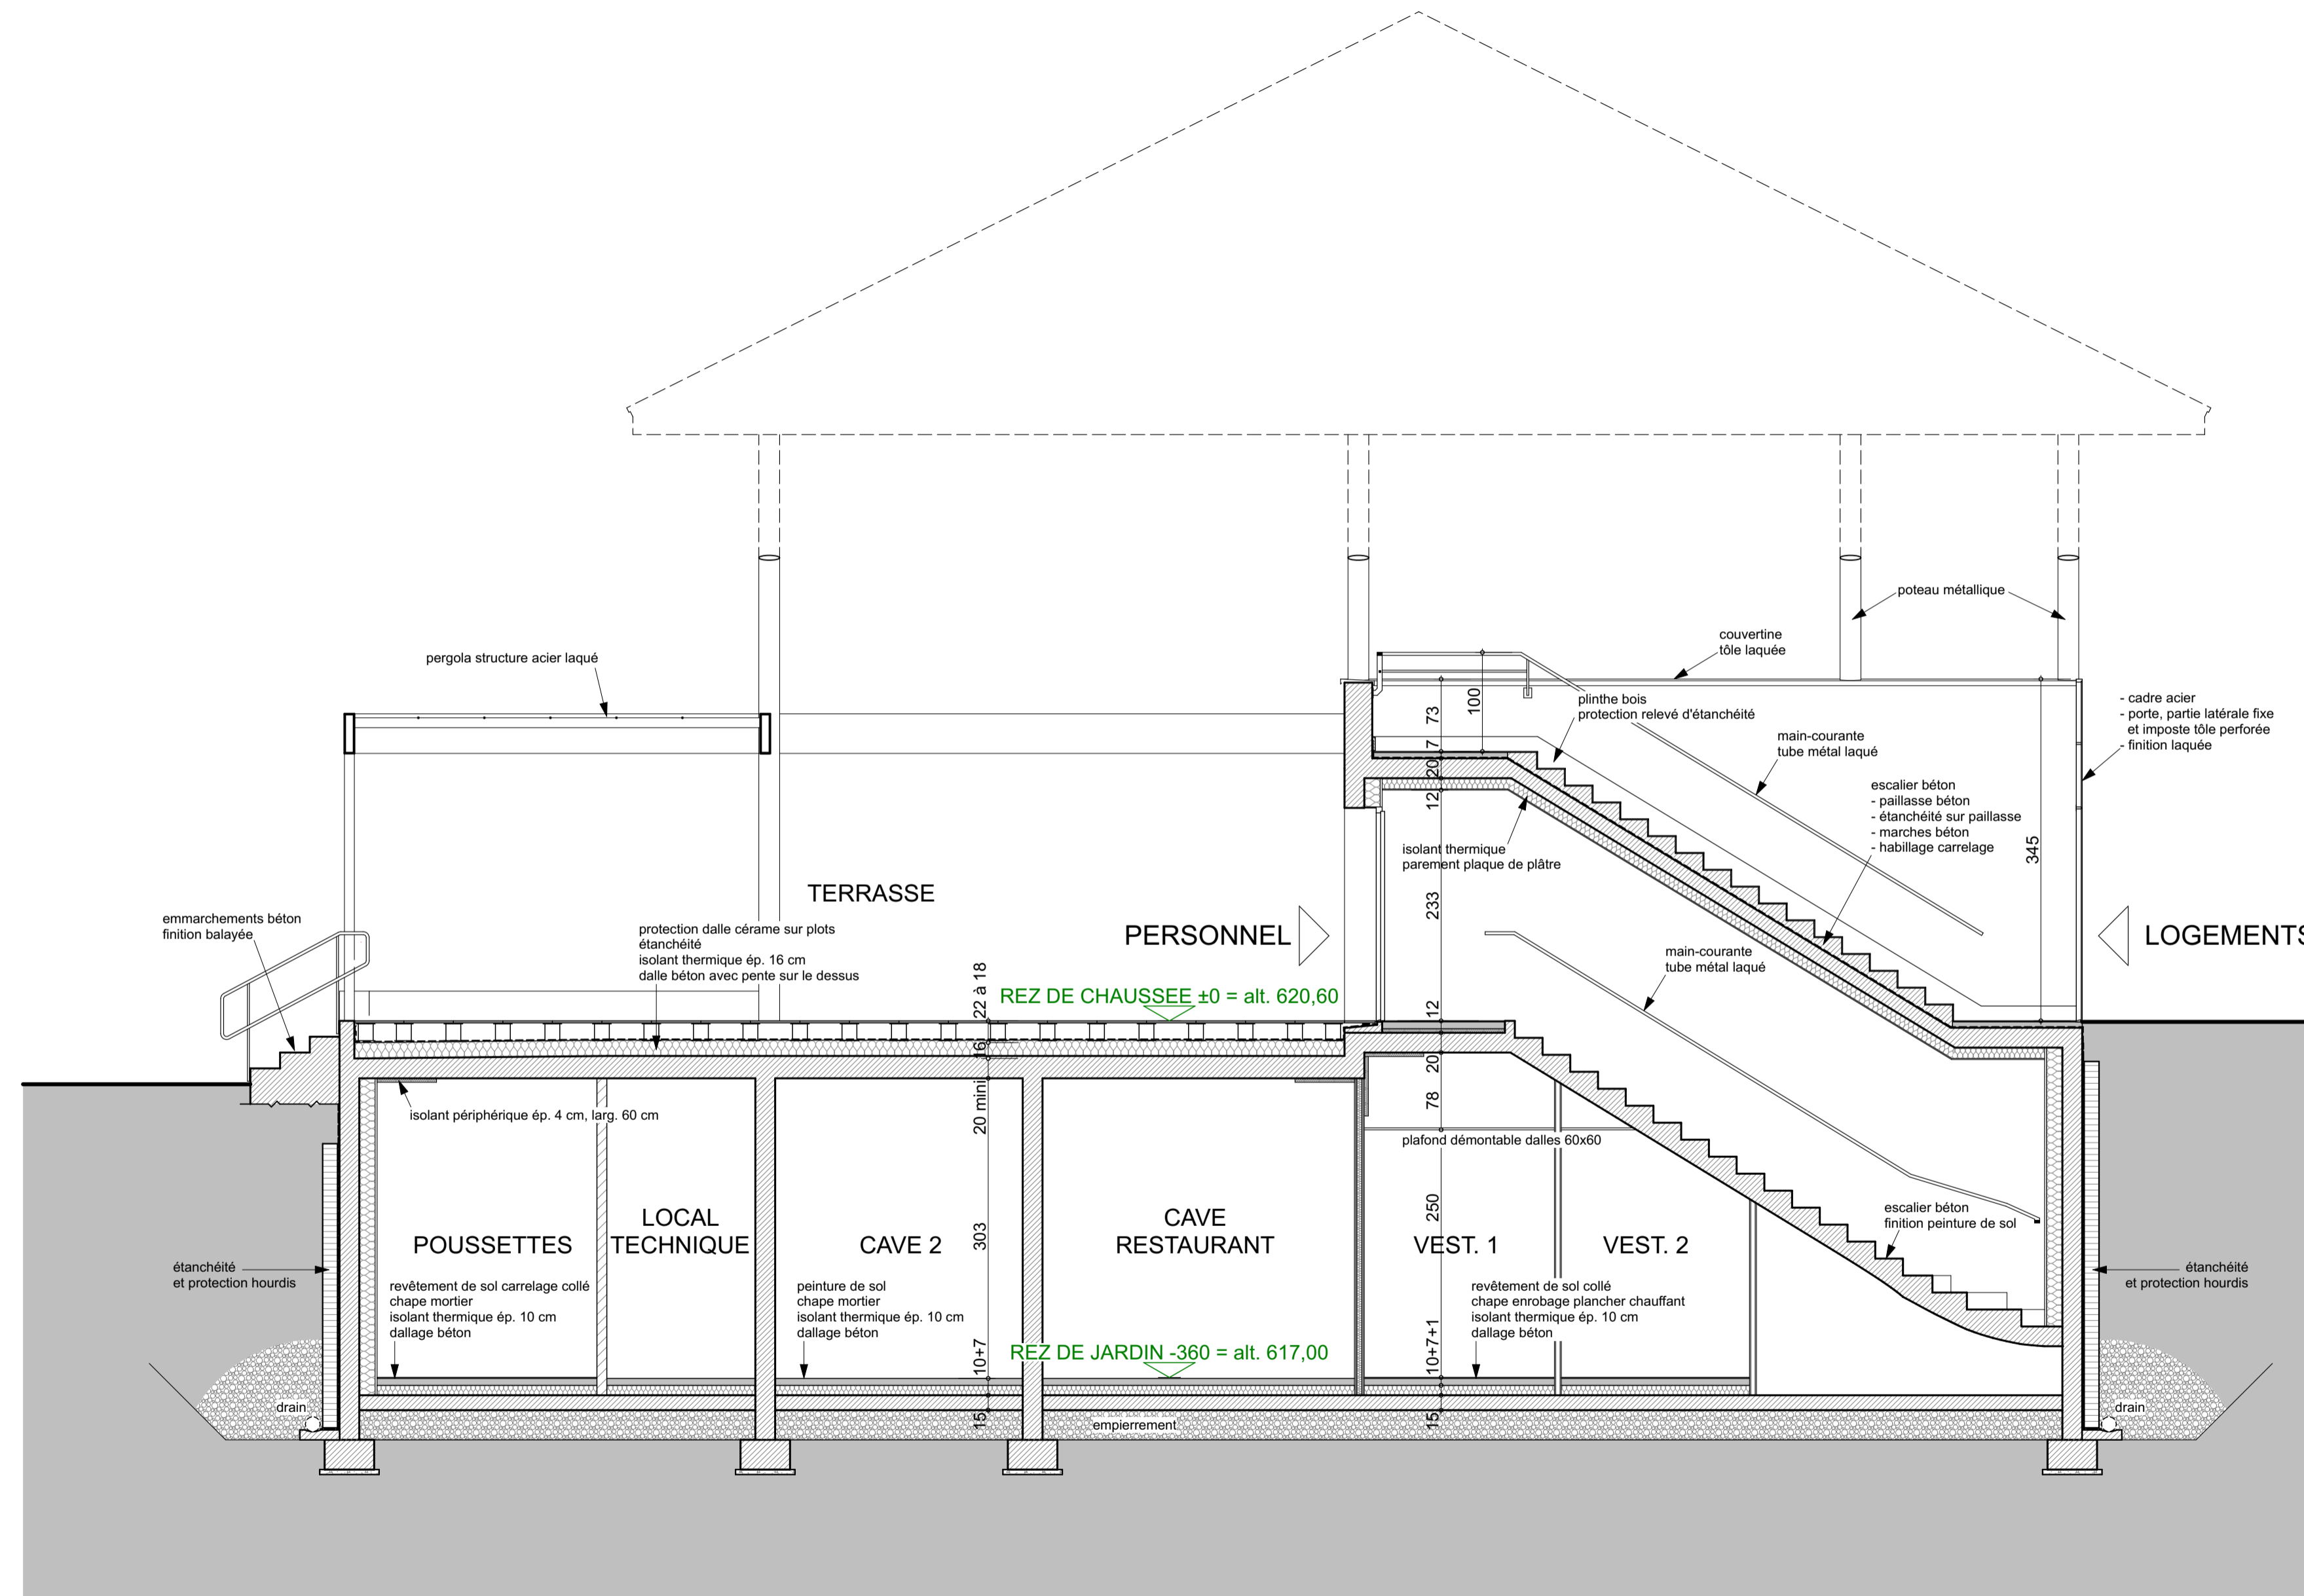 poteau métallique
couvertine
tôle laquée
pergola structure acier laqué
plinthe bois
protection relevé d'étanchéité
- cadre acier
- porte, partie latérale fixe
et imposte tôle perforée
- finition laquée
main-courante
tube métal laqué
escalier béton
- paillasse béton
- étanchéité sur paillasse
- marches béton
- habillage carrelage
100
73
7
20
12
345
isolant thermique
parement plaque de plâtre
233
TERRASSE
emmarchements béton
finition balayée
protection dalle cérame sur plots
étanchéité
isolant thermique ép. 16 cm
dalle béton avec pente sur le dessus
PERSONNEL
LOGEMENTS
main-courante
tube métal laqué
22 à 18
REZ DE CHAUSSEE ±0 = alt. 620,60
12
16
20
20 mini
78
isolant périphérique ép. 4 cm, larg. 60 cm
plafond démontable dalles 60x60
250
303
LOCAL
TECHNIQUE
POUSSETTES
CAVE 2
CAVE
RESTAURANT
VEST. 1
VEST. 2
escalier béton
finition peinture de sol
étanchéité
et protection hourdis
étanchéité
et protection hourdis
revêtement de sol carrelage collé
chape mortier
isolant thermique ép. 10 cm
dallage béton
peinture de sol
chape mortier
isolant thermique ép. 10 cm
dallage béton
revêtement de sol collé
chape enrobage plancher chauffant
isolant thermique ép. 10 cm
dallage béton
10+7
REZ DE JARDIN -360 = alt. 617,00
10+7+1
drain
15
empierrement
15
drain